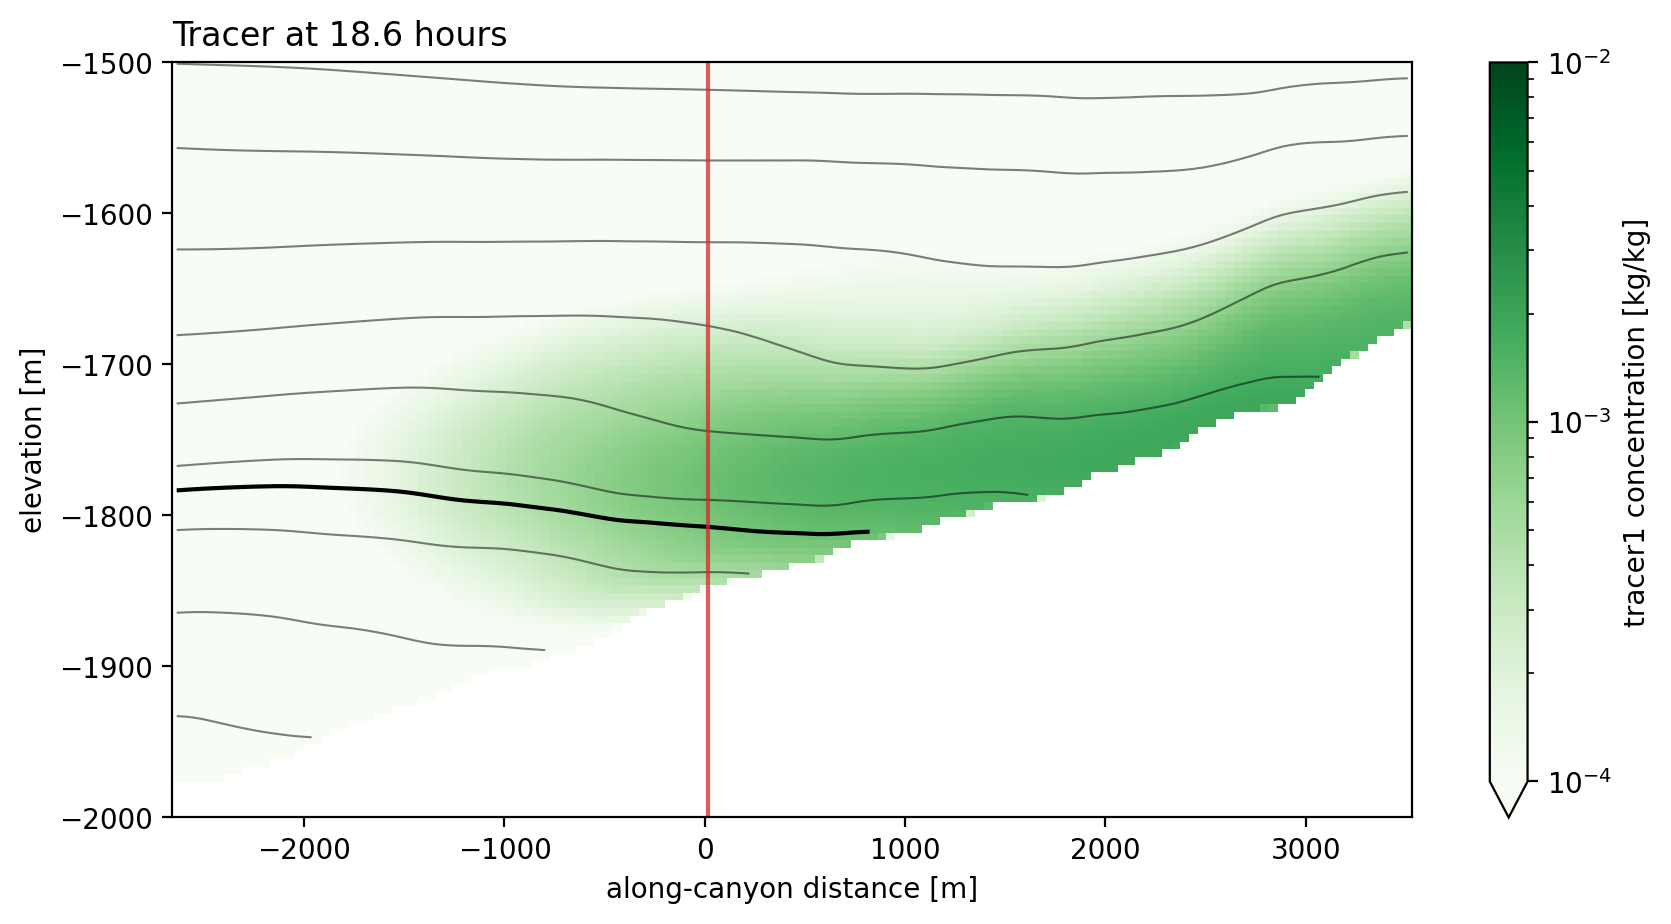 Tracer at 18.6 hours
−1500
−1600
−1700
−1800
−1900
−2000
elevation [m]
−2000 −1000 0 1000 2000 3000
along-canyon distance [m]
10⁻²
10⁻³
10⁻⁴
tracer1 concentration [kg/kg]